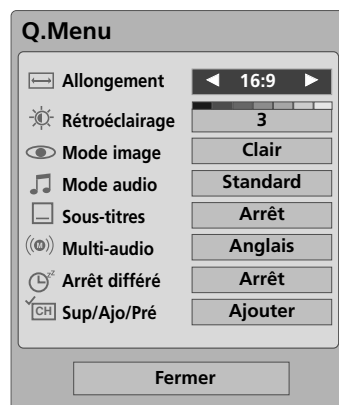 Q.Menu
Allongement ◄ 16:9 ►
Rétroéclairage 3
Mode image Clair
Mode audio Standard
Sous-titres Arrêt
Multi-audio Anglais
Arrêt différé Arrêt
CH Sup/Ajo/Pré Ajouter
Fermer